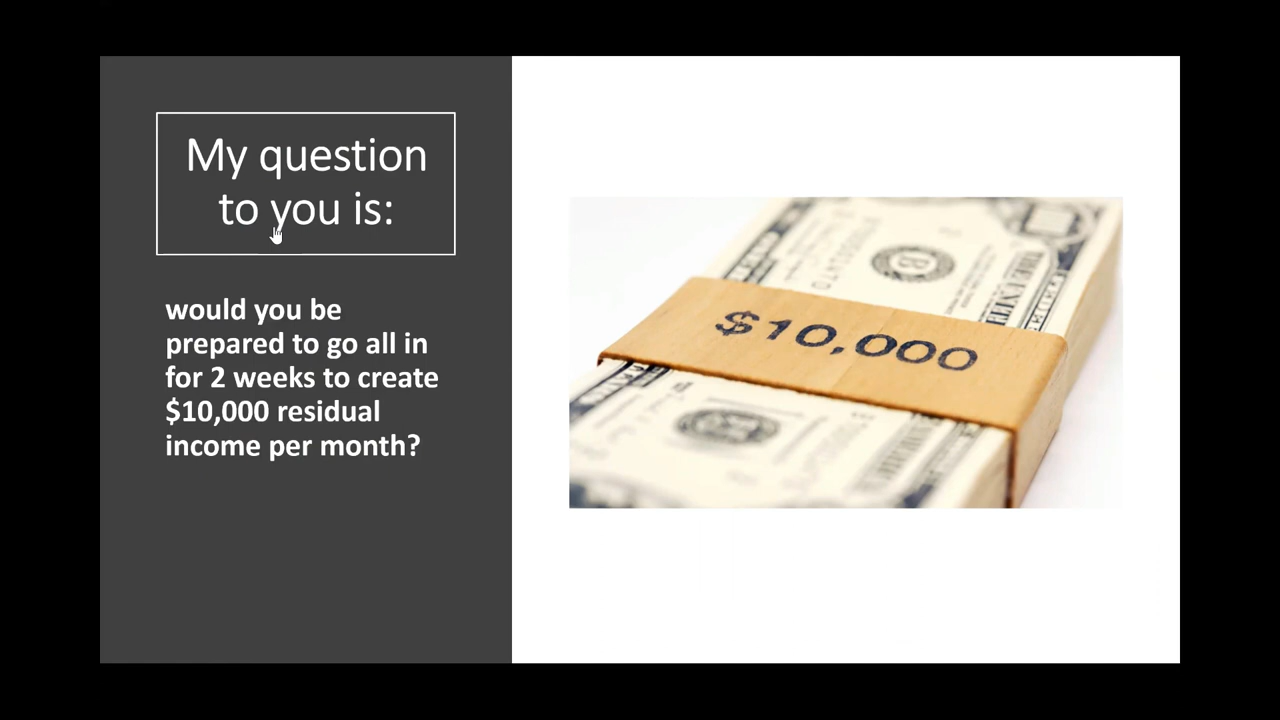 My question
to you is:
would you be
prepared to go all in
for 2 weeks to create
$10,000 residual
income per month?
$10,000